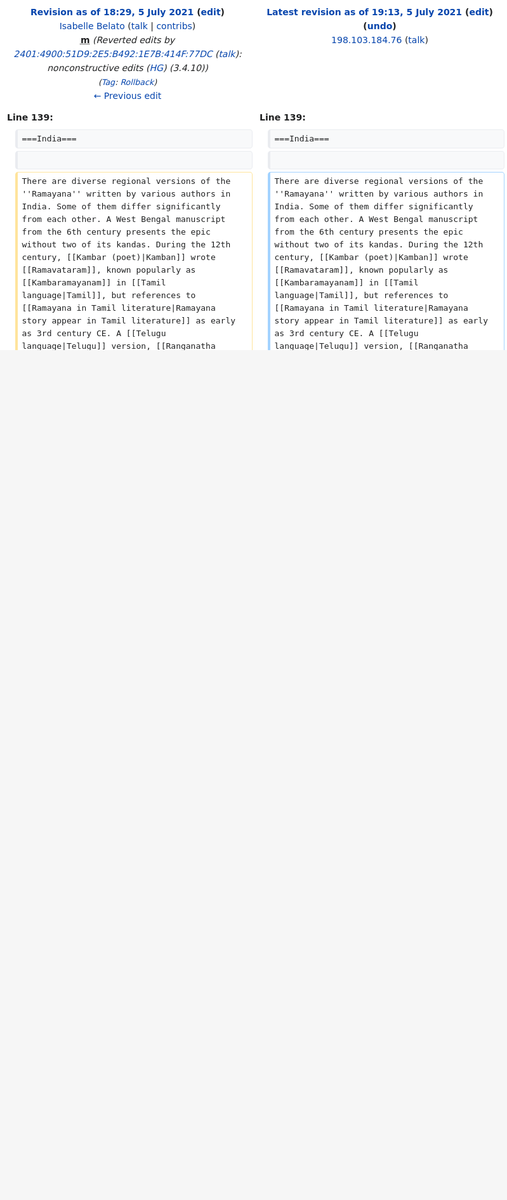 Revision as of 18:29, 5 July 2021 (edit)
Isabelle Belato (talk | contribs)
m (Reverted edits by
2401:4900:51D9:2E5:B492:1E7B:414F:77DC (talk):
nonconstructive edits (HG) (3.4.10))
(Tag: Rollback)
← Previous edit
Latest revision as of 19:13, 5 July 2021 (edit)
(undo)
198.103.184.76 (talk)
Line 139:
===India===
There are diverse regional versions of the
''Ramayana'' written by various authors in
India. Some of them differ significantly
from each other. A West Bengal manuscript
from the 6th century presents the epic
without two of its kandas. During the 12th
century, [[Kambar (poet)|Kamban]] wrote
[[Ramavataram]], known popularly as
[[Kambaramayanam]] in [[Tamil
language|Tamil]], but references to
[[Ramayana in Tamil literature|Ramayana
story appear in Tamil literature]] as early
as 3rd century CE. A [[Telugu
language|Telugu]] version, [[Ranganatha
Line 139:
===India===
There are diverse regional versions of the
''Ramayana'' written by various authors in
India. Some of them differ significantly
from each other. A West Bengal manuscript
from the 6th century presents the epic
without two of its kandas. During the 12th
century, [[Kambar (poet)|Kamban]] wrote
[[Ramavataram]], known popularly as
[[Kambaramayanam]] in [[Tamil
language|Tamil]], but references to
[[Ramayana in Tamil literature|Ramayana
story appear in Tamil literature]] as early
as 3rd century CE. A [[Telugu
language|Telugu]] version, [[Ranganatha